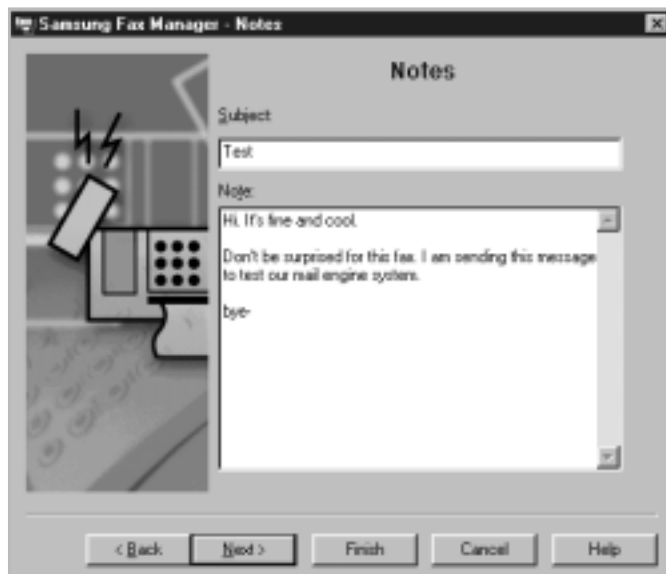 Samsung Fax Manager - Notes
Notes
Subject
Test
Note:
Hi. It's fine and cool.
Don't be surprised for this fax. I am sending this message
to test our mail engine system.
bye-
< Back
Next >
Finish
Cancel
Help